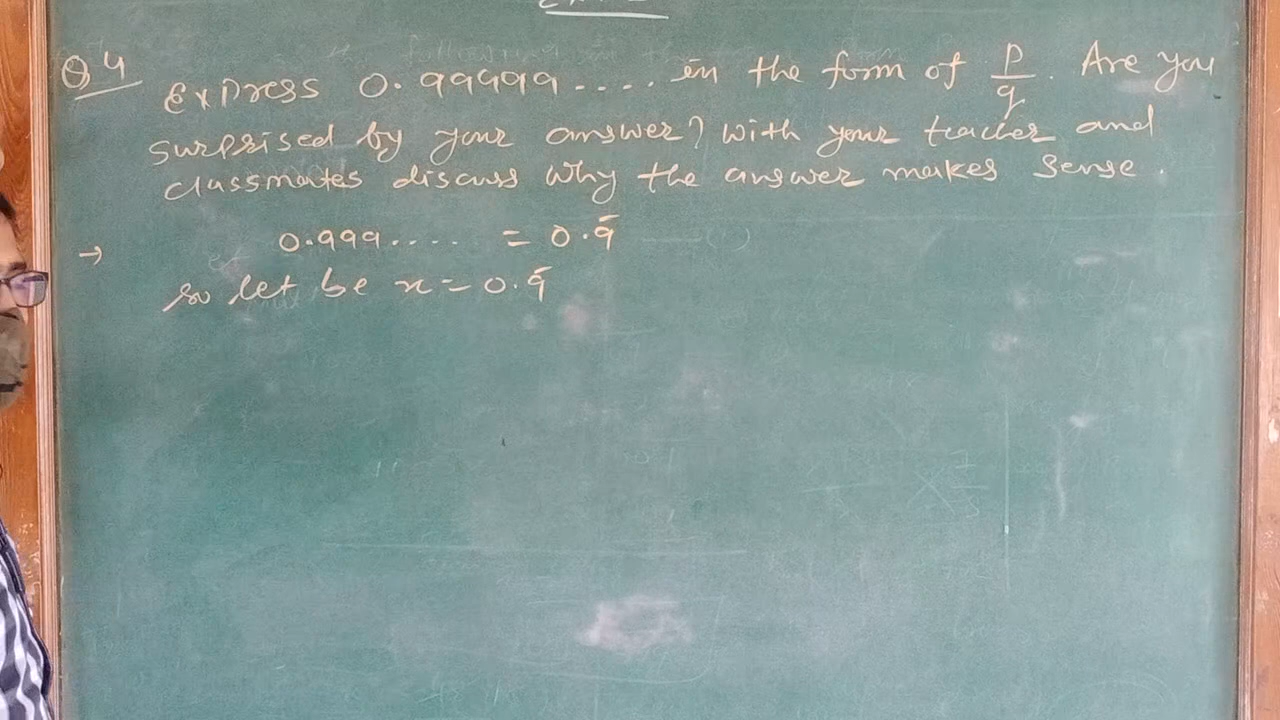 Q 4 Express 0.99999.... in the form of p/q. Are you
surprised by your answer? With your teacher and
classmates discuss why the answer makes sense.
→ 0.999.... = 0.9̄
so let be x = 0.9̄